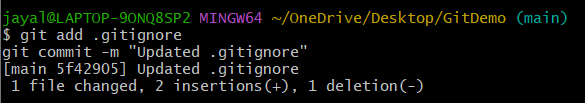 jayal@LAPTOP-9ONQ8SP2 MINGW64 ~/OneDrive/Desktop/GitDemo (main)
$ git add .gitignore
git commit -m "Updated .gitignore"
[main 5f42905] Updated .gitignore
 1 file changed, 2 insertions(+), 1 deletion(-)